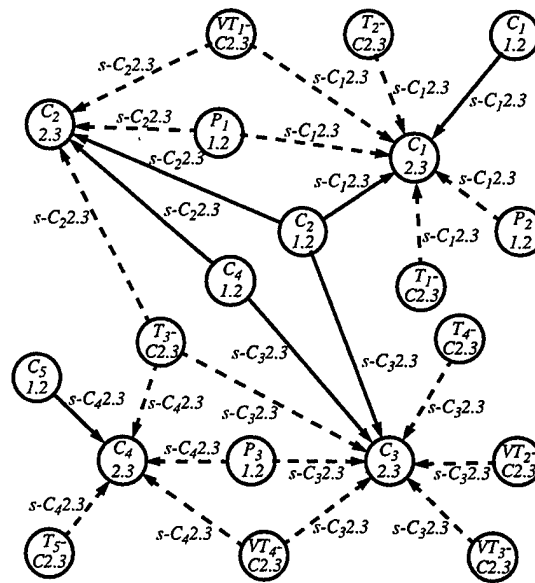 VT1- T2- C1
C2.3 C2.3 1.2
s-C22.3 s-C12.3 s-C12.3 s-C12.3
C2 s-C22.3 P1 s-C12.3 C1
2.3 1.2 2.3
s-C22.3 s-C12.3 s-C12.3
s-C22.3 C2 P2
s-C22.3 1.2 s-C12.3 1.2
C4 T1-
1.2 C2.3
T3- T4-
C2.3 s-C32.3 C2.3
C5 s-C32.3
1.2 s-C42.3 s-C42.3 s-C32.3 s-C32.3
C4 s-C42.3 P3 s-C32.3 C3 s-C32.3 VT2-
2.3 1.2 2.3 C2.3
s-C42.3 s-C42.3 s-C32.3 s-C32.3
T5- VT4- VT3-
C2.3 C2.3 C2.3